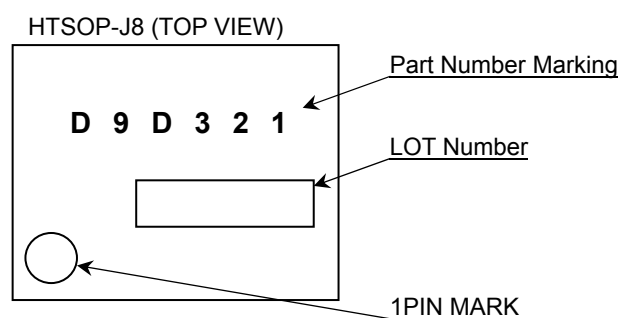 HTSOP-J8 (TOP VIEW)
Part Number Marking
D 9 D 3 2 1
LOT Number
1PIN MARK